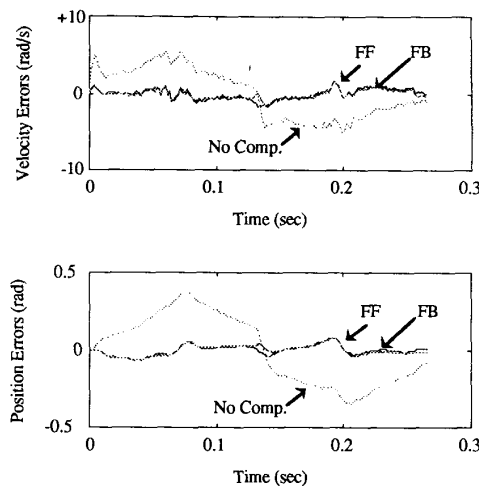 +10
FF
FB
Velocity Errors (rad/s)
0
No Comp.
-10
0
0.1
0.2
0.3
Time (sec)
0.5
FF
FB
Position Errors (rad)
0
No Comp.
-0.5
0
0.1
0.2
0.3
Time (sec)